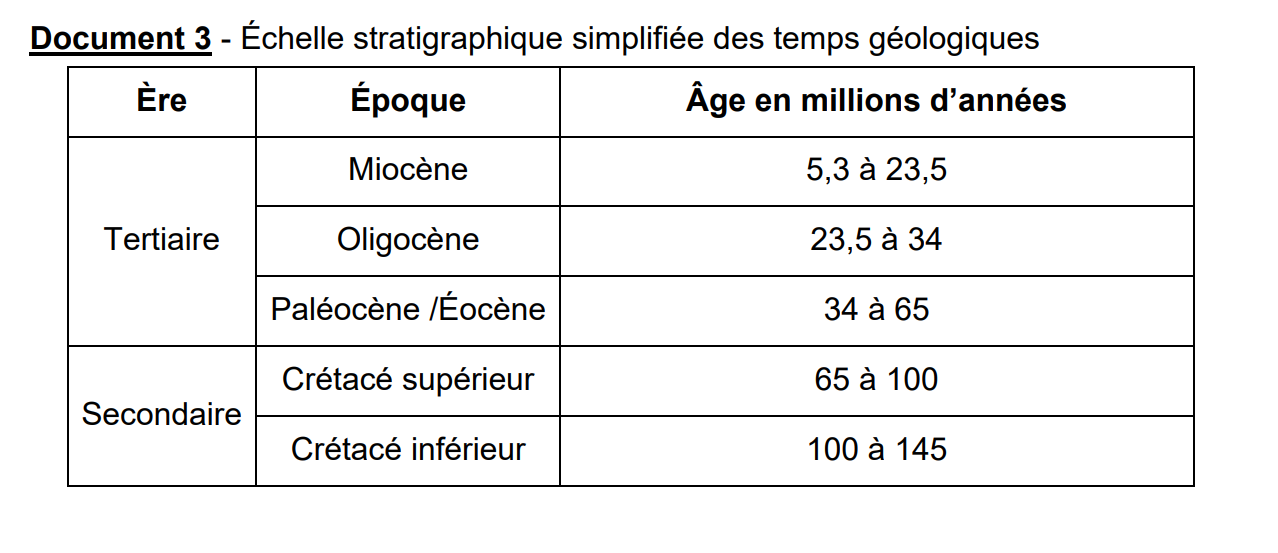 Document 3 - Échelle stratigraphique simplifiée des temps géologiques
Ère Époque Âge en millions d’années
Miocène 5,3 à 23,5
Tertiaire Oligocène 23,5 à 34
Paléocène /Éocène 34 à 65
Crétacé supérieur 65 à 100
Secondaire
Crétacé inférieur 100 à 145